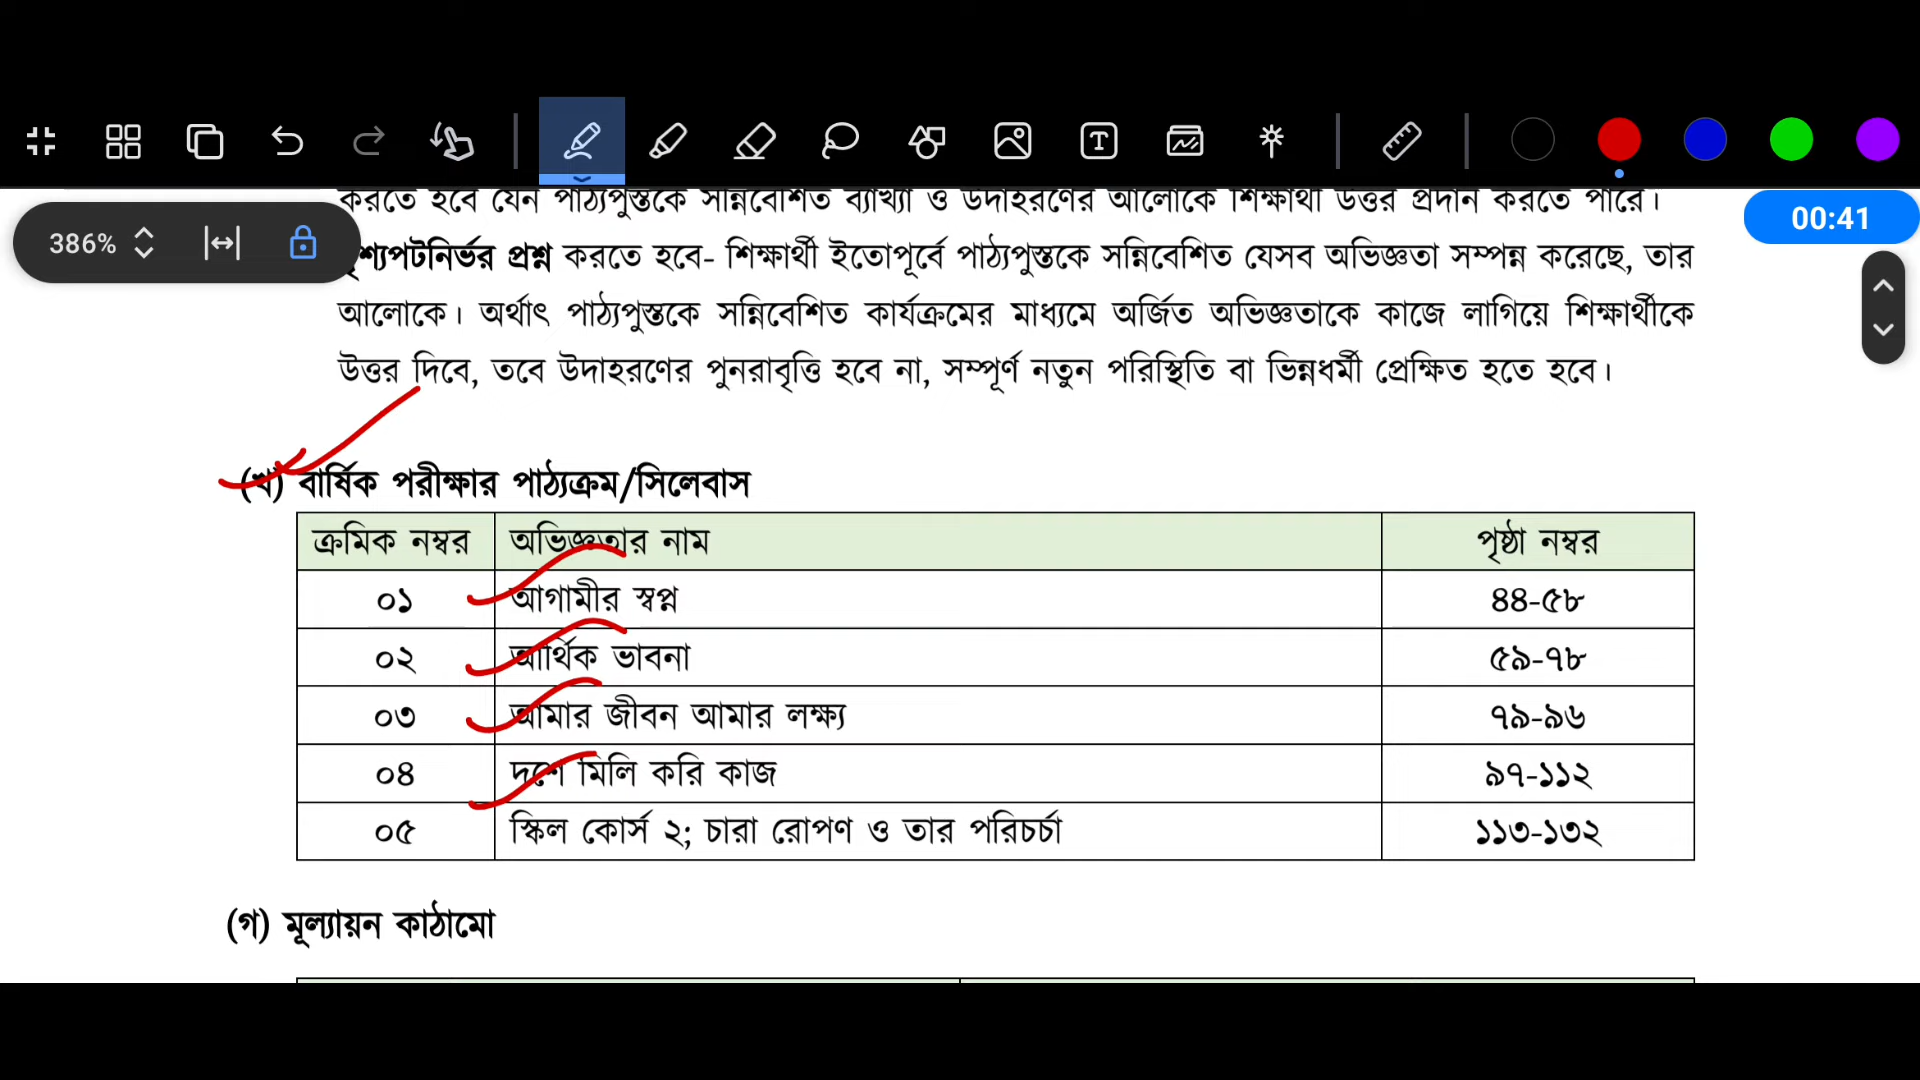 386%
00:41
করতে হবে যেন পাঠ্যপুস্তকে সন্নিবেশিত ব্যাখ্যা ও উদাহরণের আলোকে শিক্ষার্থী উত্তর প্রদান করতে পারে।
দৃশ্যপটনির্ভর প্রশ্ন করতে হবে- শিক্ষার্থী ইতোপূর্বে পাঠ্যপুস্তকে সন্নিবেশিত যেসব অভিজ্ঞতা সম্পন্ন করেছে, তার
আলোকে। অর্থাৎ পাঠ্যপুস্তকে সন্নিবেশিত কার্যক্রমের মাধ্যমে অর্জিত অভিজ্ঞতাকে কাজে লাগিয়ে শিক্ষার্থীকে
উত্তর দিবে, তবে উদাহরণের পুনরাবৃত্তি হবে না, সম্পূর্ণ নতুন পরিস্থিতি বা ভিন্নধর্মী প্রেক্ষিত হতে হবে।
(খ) বার্ষিক পরীক্ষার পাঠ্যক্রম/সিলেবাস
ক্রমিক নম্বর অভিজ্ঞতার নাম পৃষ্ঠা নম্বর
০১ আগামীর স্বপ্ন ৪৪-৫৮
০২ আর্থিক ভাবনা ৫৯-৭৮
০৩ আমার জীবন আমার লক্ষ্য ৭৯-৯৬
০৪ দশে মিলি করি কাজ ৯৭-১১২
০৫ স্কিল কোর্স ২; চারা রোপণ ও তার পরিচর্চা ১১৩-১৩২
(গ) মূল্যায়ন কাঠামো